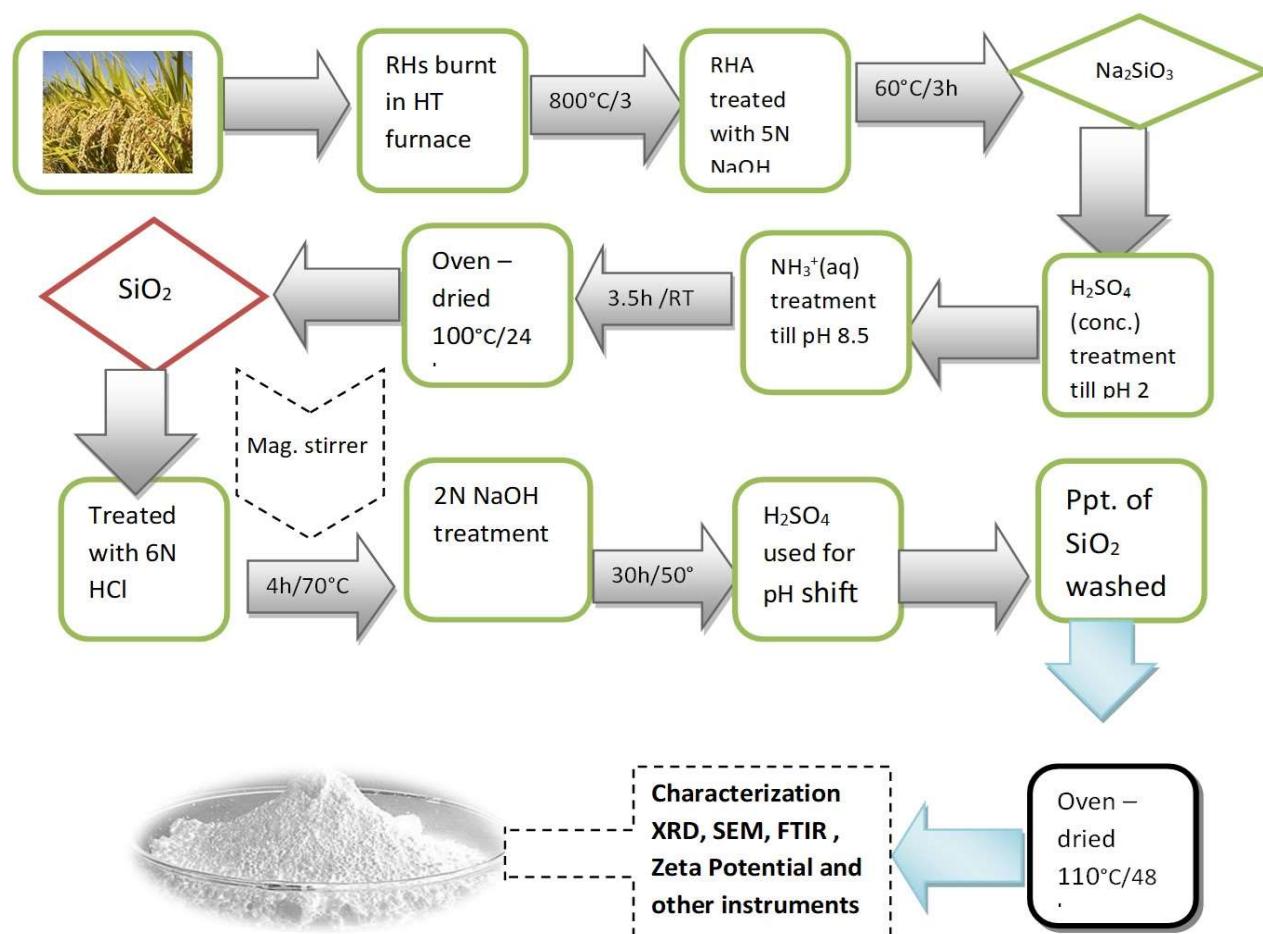 RHs burnt
in HT
furnace
800°C/3
RHA
treated
with 5N
NaOH
60°C/3h
Na₂SiO₃
SiO₂
Oven –
dried
100°C/24
3.5h /RT
NH₃⁺(aq)
treatment
till pH 8.5
H₂SO₄
(conc.)
treatment
till pH 2
Mag. stirrer
Treated
with 6N
HCl
4h/70°C
2N NaOH
treatment
30h/50°
H₂SO₄
used for
pH shift
Ppt. of
SiO₂
washed
Characterization
XRD, SEM, FTIR ,
Zeta Potential and
other instruments
Oven –
dried
110°C/48